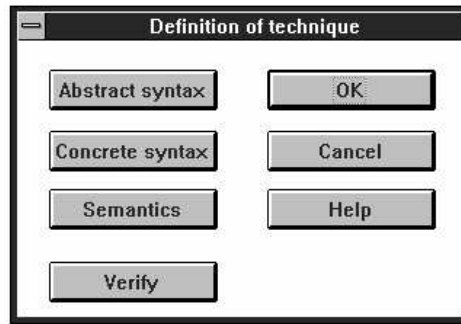 Definition of technique
Abstract syntax OK
Concrete syntax Cancel
Semantics Help
Verify